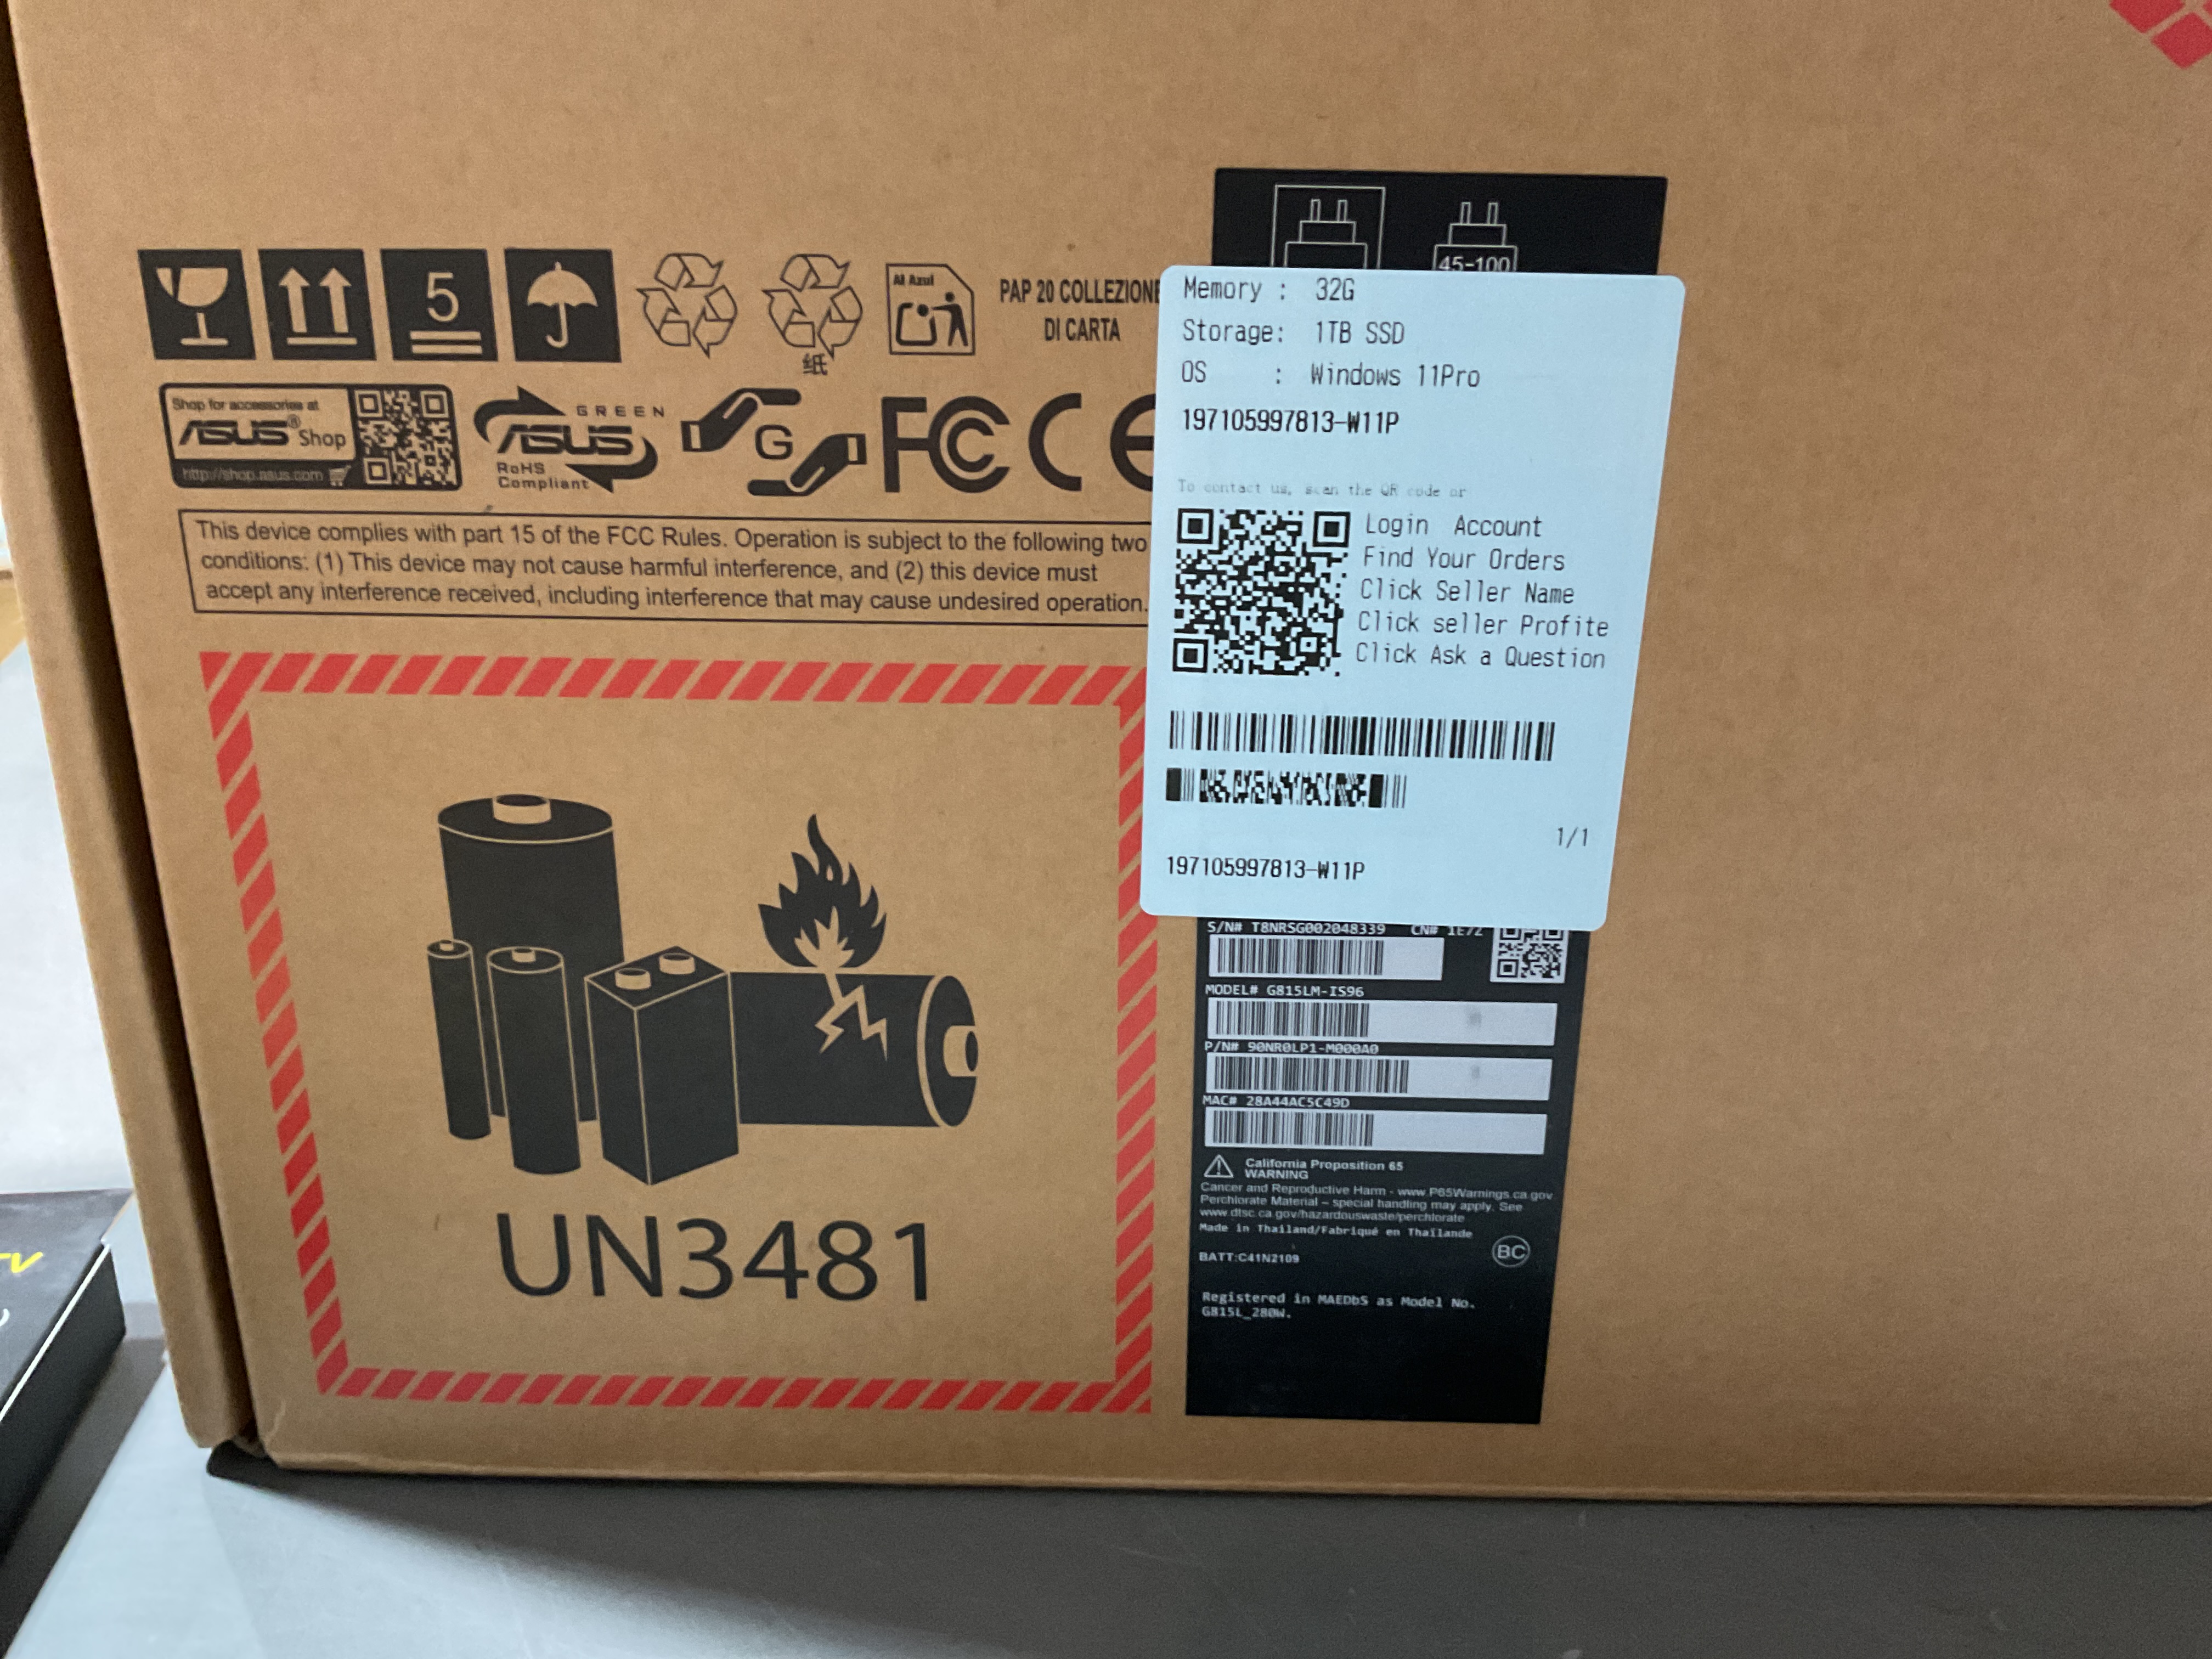 5
纸
Al Azul
PAP 20 COLLEZIONE
DI CARTA
Shop for accessories at
ASUS® Shop
http://shop.asus.com
GREEN
ASUS
RoHS
Compliant
G
FC CE
This device complies with part 15 of the FCC Rules. Operation is subject to the following two
conditions: (1) This device may not cause harmful interference, and (2) this device must
accept any interference received, including interference that may cause undesired operation.
UN3481
45-100
Memory : 32G
Storage: 1TB SSD
OS : Windows 11Pro
197105997813-W11P
To contact us, scan the QR code or
Login Account
Find Your Orders
Click Seller Name
Click seller Profite
Click Ask a Question
1/1
197105997813-W11P
S/N# T8NRSG002048339 CN# 1E72
MODEL# G815LM-IS96
P/N# 90NR0LP1-M000A0
MAC# 28A44AC5C49D
California Proposition 65
WARNING
Cancer and Reproductive Harm - www.P65Warnings.ca.gov
Perchlorate Material – special handling may apply. See
www.dtsc.ca.gov/hazardouswaste/perchlorate
Made in Thailand/Fabriqué en Thaïlande
BC
BATT:C41N2109
Registered in MAEDbS as Model No.
G815L_280W.